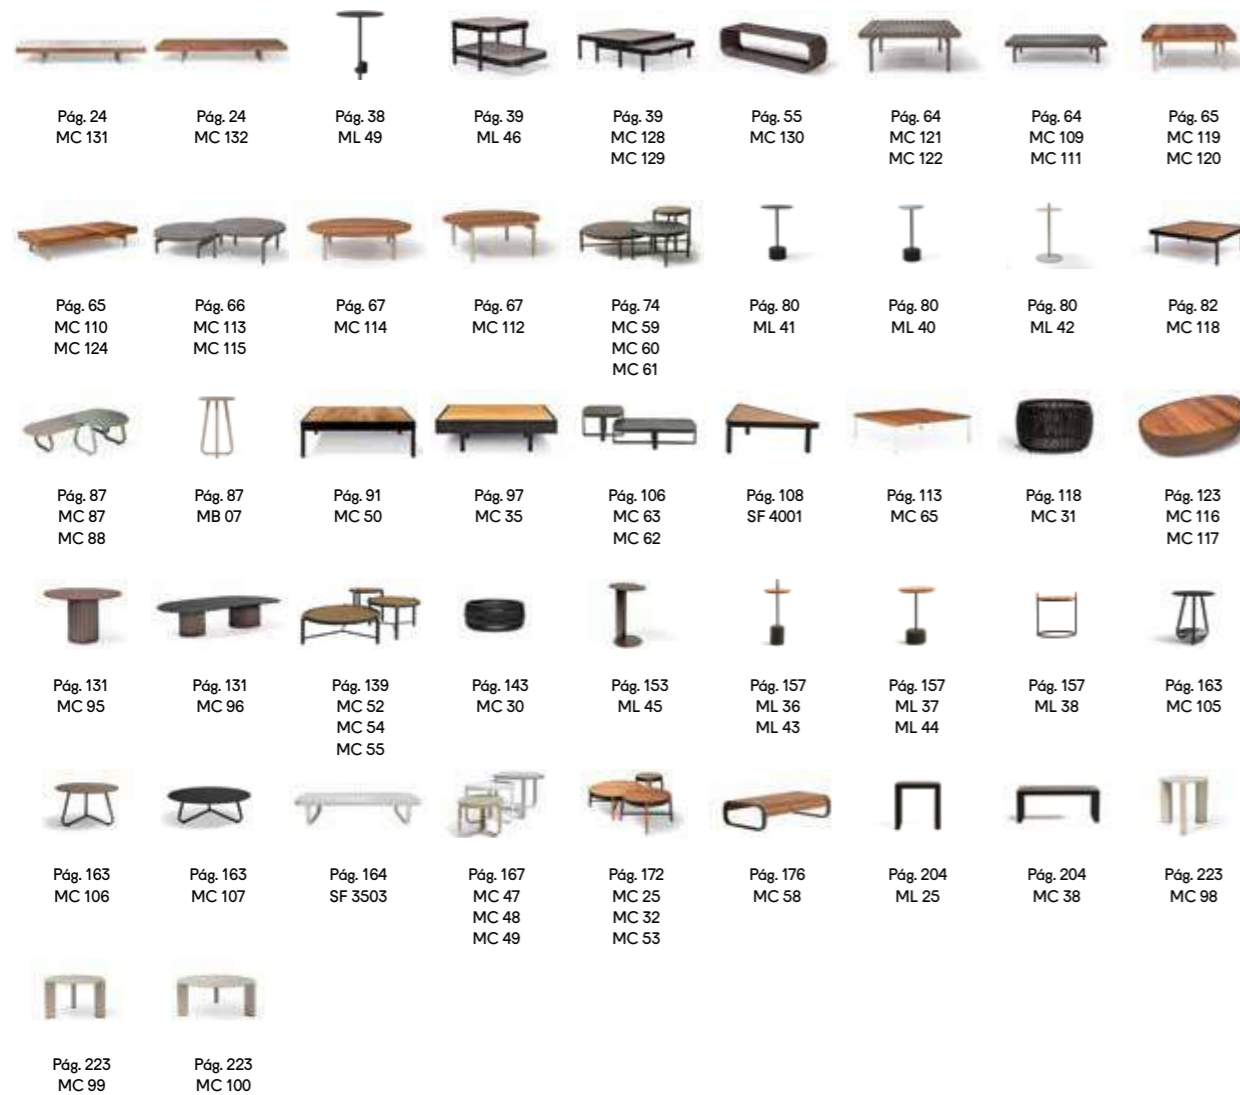 Pág. 24
MC 131
Pág. 24
MC 132
Pág. 38
ML 49
Pág. 39
ML 46
Pág. 39
MC 128
MC 129
Pág. 55
MC 130
Pág. 64
MC 121
MC 122
Pág. 64
MC 109
MC 111
Pág. 65
MC 119
MC 120
Pág. 65
MC 110
MC 124
Pág. 66
MC 113
MC 115
Pág. 67
MC 114
Pág. 67
MC 112
Pág. 74
MC 59
MC 60
MC 61
Pág. 80
ML 41
Pág. 80
ML 40
Pág. 80
ML 42
Pág. 82
MC 118
Pág. 87
MC 87
MC 88
Pág. 87
MB 07
Pág. 91
MC 50
Pág. 97
MC 35
Pág. 106
MC 63
MC 62
Pág. 108
SF 4001
Pág. 113
MC 65
Pág. 118
MC 31
Pág. 123
MC 116
MC 117
Pág. 131
MC 95
Pág. 131
MC 96
Pág. 139
MC 52
MC 54
MC 55
Pág. 143
MC 30
Pág. 153
ML 45
Pág. 157
ML 36
ML 43
Pág. 157
ML 37
ML 44
Pág. 157
ML 38
Pág. 163
MC 105
Pág. 163
MC 106
Pág. 163
MC 107
Pág. 164
SF 3503
Pág. 167
MC 47
MC 48
MC 49
Pág. 172
MC 25
MC 32
MC 53
Pág. 176
MC 58
Pág. 204
ML 25
Pág. 204
MC 38
Pág. 223
MC 98
Pág. 223
MC 99
Pág. 223
MC 100